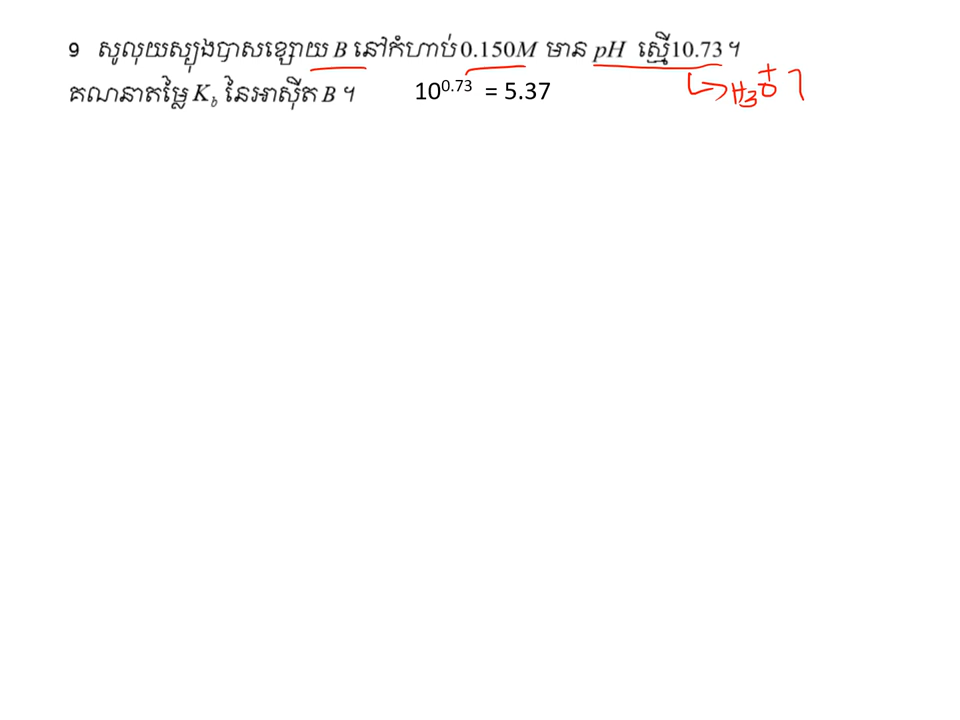 9 សូលុយស្យុងបាសខ្សោយ B នៅកំហាប់ 0.150M មាន pH ស្មើ 10.73 ។
គណនាតម្លៃ K_b នៃអាស៊ីត B ។ 10^0.73 = 5.37
H3O+